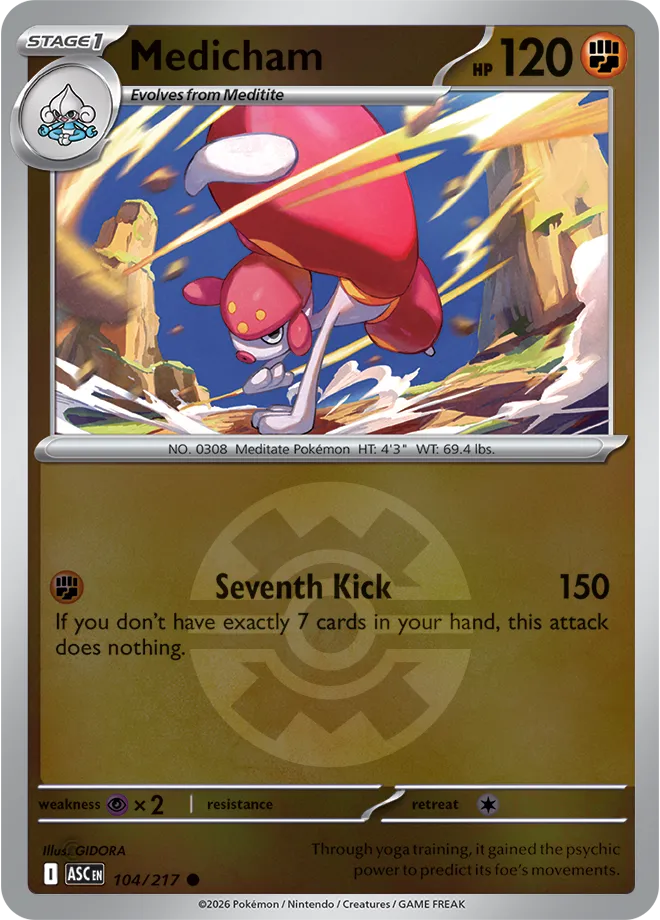 STAGE1
Medicham
HP 120
Evolves from Meditite
NO. 0308 Meditate Pokémon HT: 4'3" WT: 69.4 lbs.
Seventh Kick 150
If you don't have exactly 7 cards in your hand, this attack
does nothing.
weakness ×2 resistance retreat
Illus. GIDORA
Through yoga training, it gained the psychic
power to predict its foe's movements.
I ASC EN 104/217
©2026 Pokémon / Nintendo / Creatures / GAME FREAK